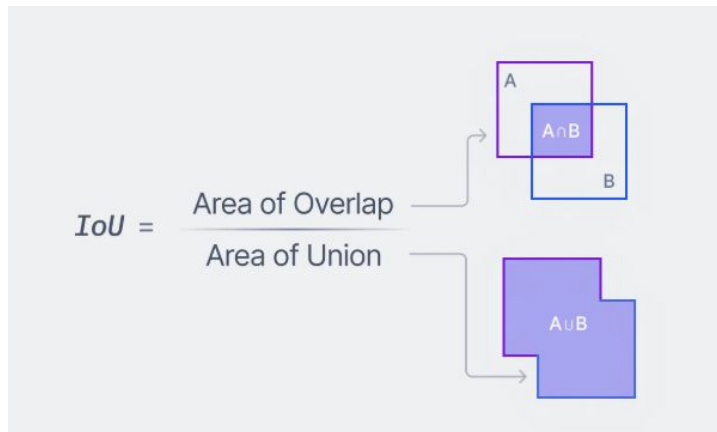 A
A∩B
B
Area of Overlap
IoU =
Area of Union
A∪B